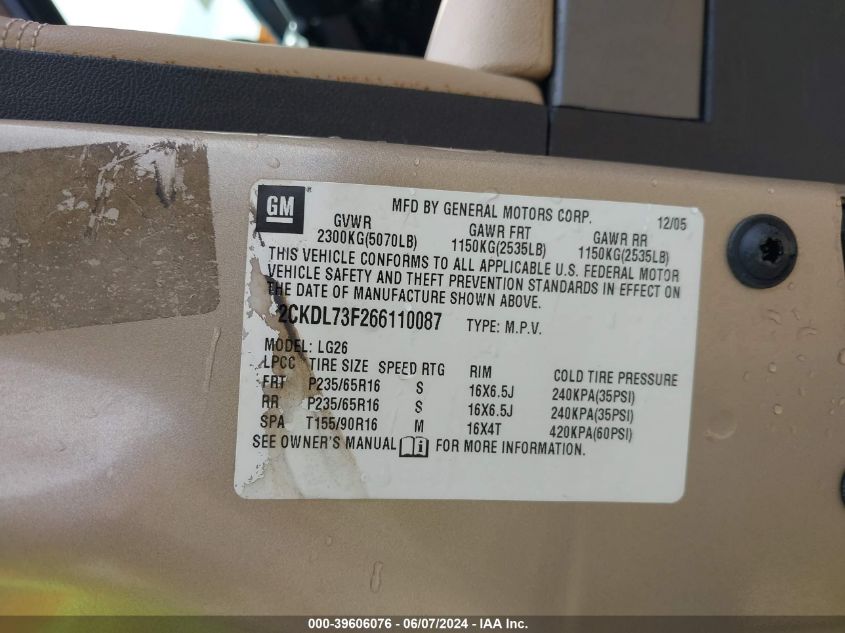 GM
MFD BY GENERAL MOTORS CORP. 12/05
GVWR GAWR FRT GAWR RR
2300KG(5070LB) 1150KG(2535LB) 1150KG(2535LB)
THIS VEHICLE CONFORMS TO ALL APPLICABLE U.S. FEDERAL MOTOR
VEHICLE SAFETY AND THEFT PREVENTION STANDARDS IN EFFECT ON
THE DATE OF MANUFACTURE SHOWN ABOVE.
2CKDL73F266110087 TYPE: M.P.V.
MODEL: LG26
LPCC TIRE SIZE SPEED RTG RIM COLD TIRE PRESSURE
FRT P235/65R16 S 16X6.5J 240KPA(35PSI)
RR P235/65R16 S 16X6.5J 240KPA(35PSI)
SPA T155/90R16 M 16X4T 420KPA(60PSI)
SEE OWNER'S MANUAL FOR MORE INFORMATION.
000-39606076 - 06/07/2024 - IAA Inc.